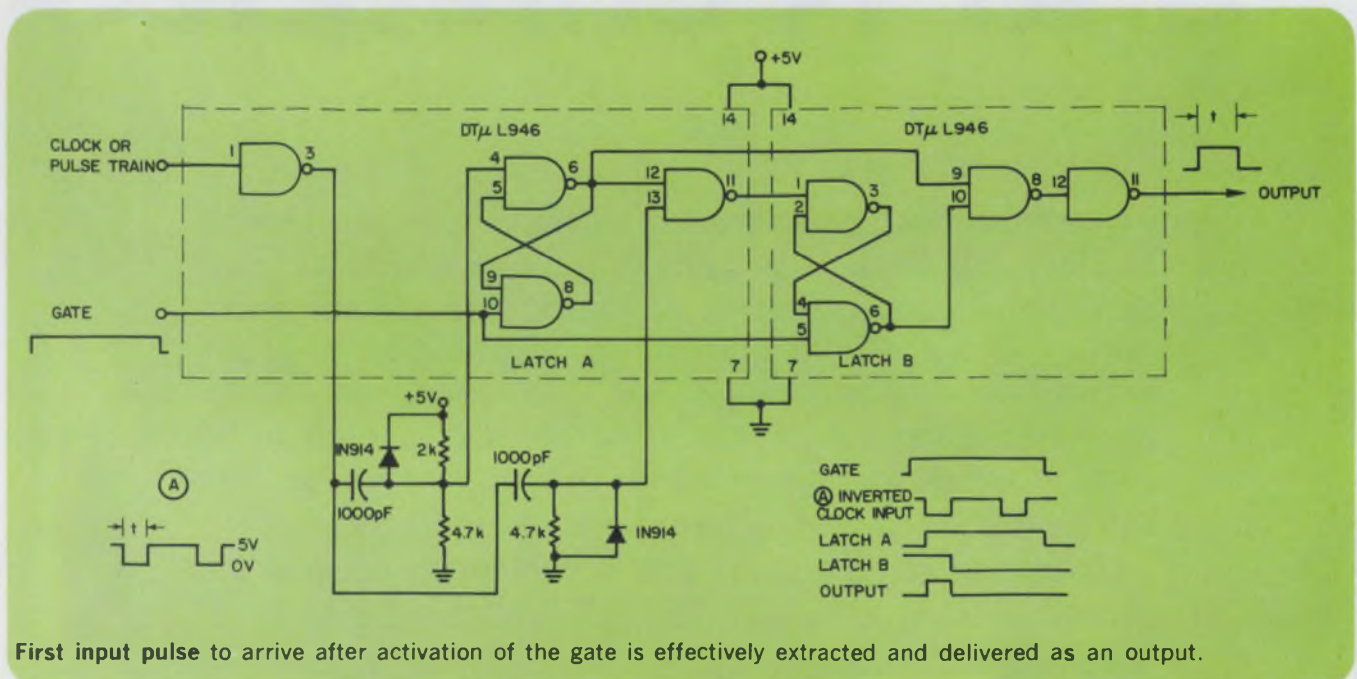 +5V
14
14
DTμL946
DTμL946
t
CLOCK OR
PULSE TRAIN
1
3
4
5
6
12
13
11
1
2
3
9
10
8
12
11
OUTPUT
9
10
8
4
5
6
GATE
LATCH A
7
7
LATCH B
+5V
1N914
2k
1000pF
1000pF
4.7k
4.7k
1N914
A
t
5V
0V
GATE
A INVERTED
CLOCK INPUT
LATCH A
LATCH B
OUTPUT
First input pulse to arrive after activation of the gate is effectively extracted and delivered as an output.